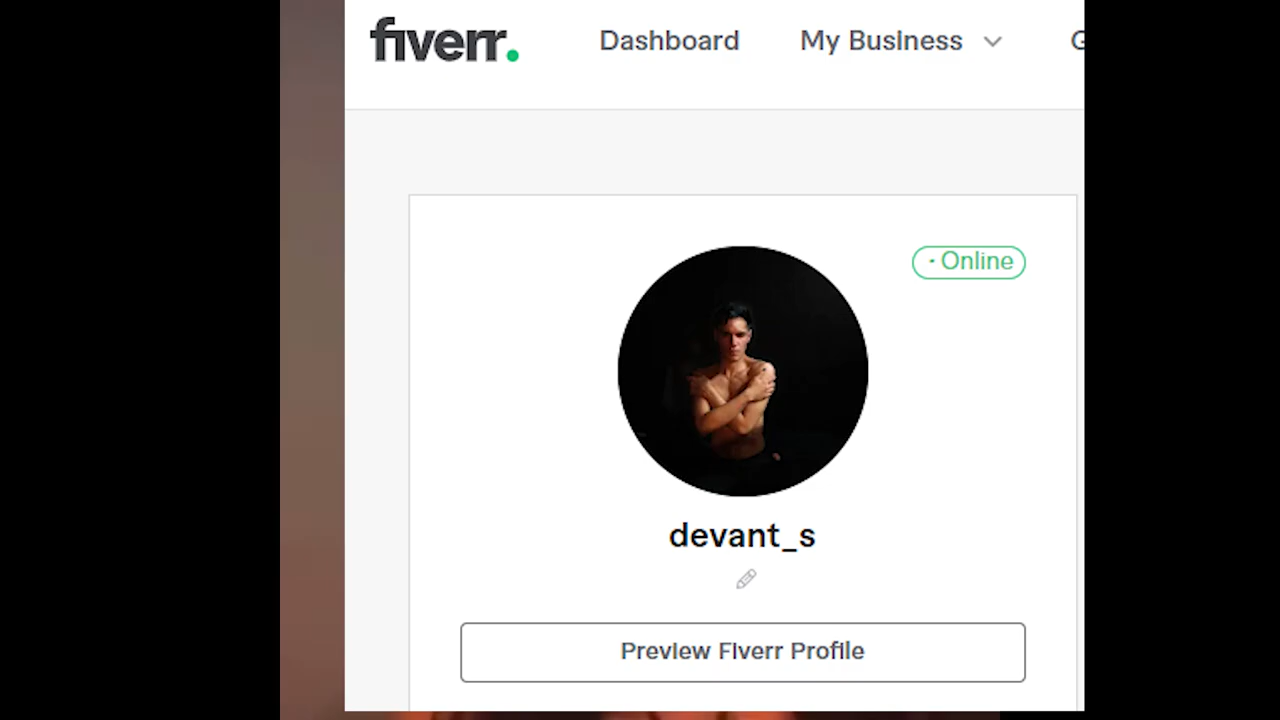 fiverr.
Dashboard
My Business
· Online
devant_s
Preview Fiverr Profile